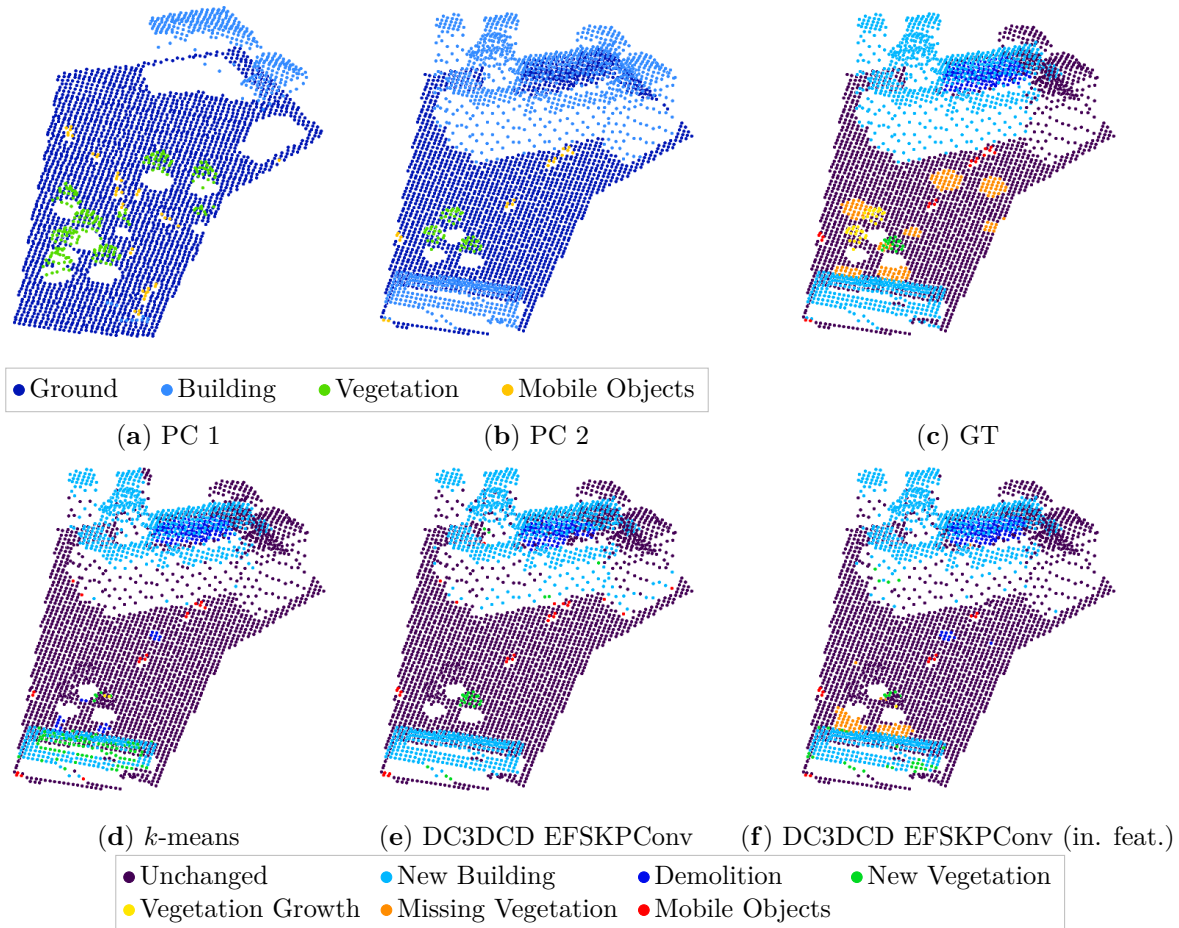 Ground Building Vegetation Mobile Objects
(a) PC 1 (b) PC 2 (c) GT
(d) k-means (e) DC3DCD EFSKPConv (f) DC3DCD EFSKPConv (in. feat.)
Unchanged New Building Demolition New Vegetation
Vegetation Growth Missing Vegetation Mobile Objects